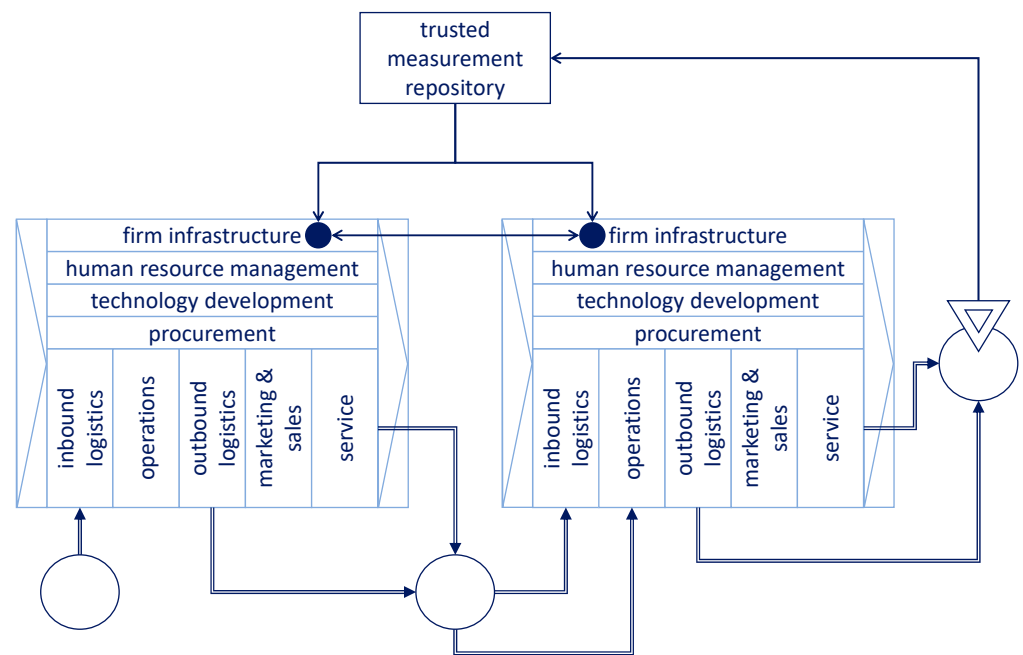 trusted
measurement
repository
firm infrastructure
human resource management
technology development
procurement
inbound
logistics
operations
outbound
logistics
marketing &
sales
service
firm infrastructure
human resource management
technology development
procurement
inbound
logistics
operations
outbound
logistics
marketing &
sales
service